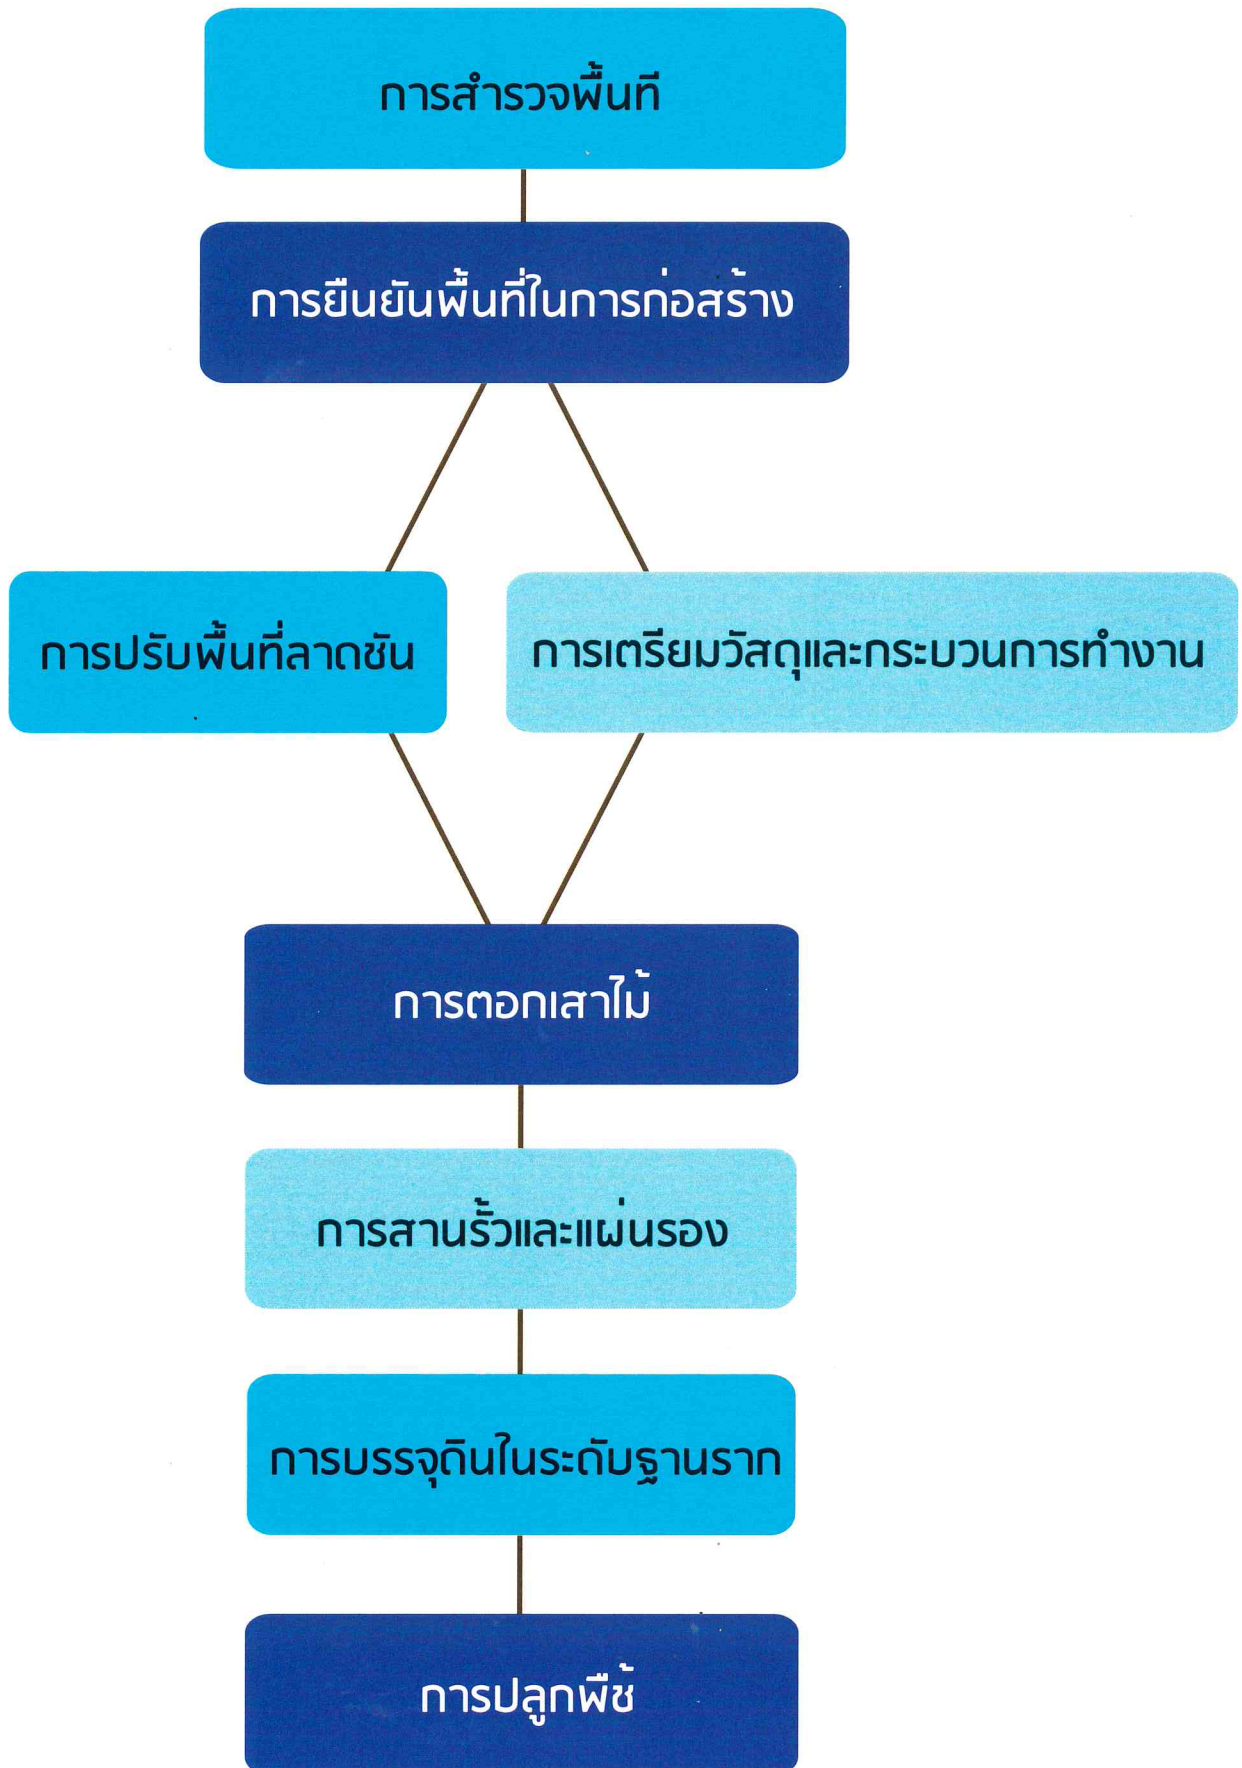 การสำรวจพื้นที
การยืนยันพื้นที่ในการก่อสร้าง
การปรับพื้นที่ลาดชัน
การเตรียมวัสดุและกระบวนการทำงาน
การตอกเสาไม้
การสานรั้วและแผ่นรอง
การบรรจุดินในระดับฐานราก
การปลูกพืช้